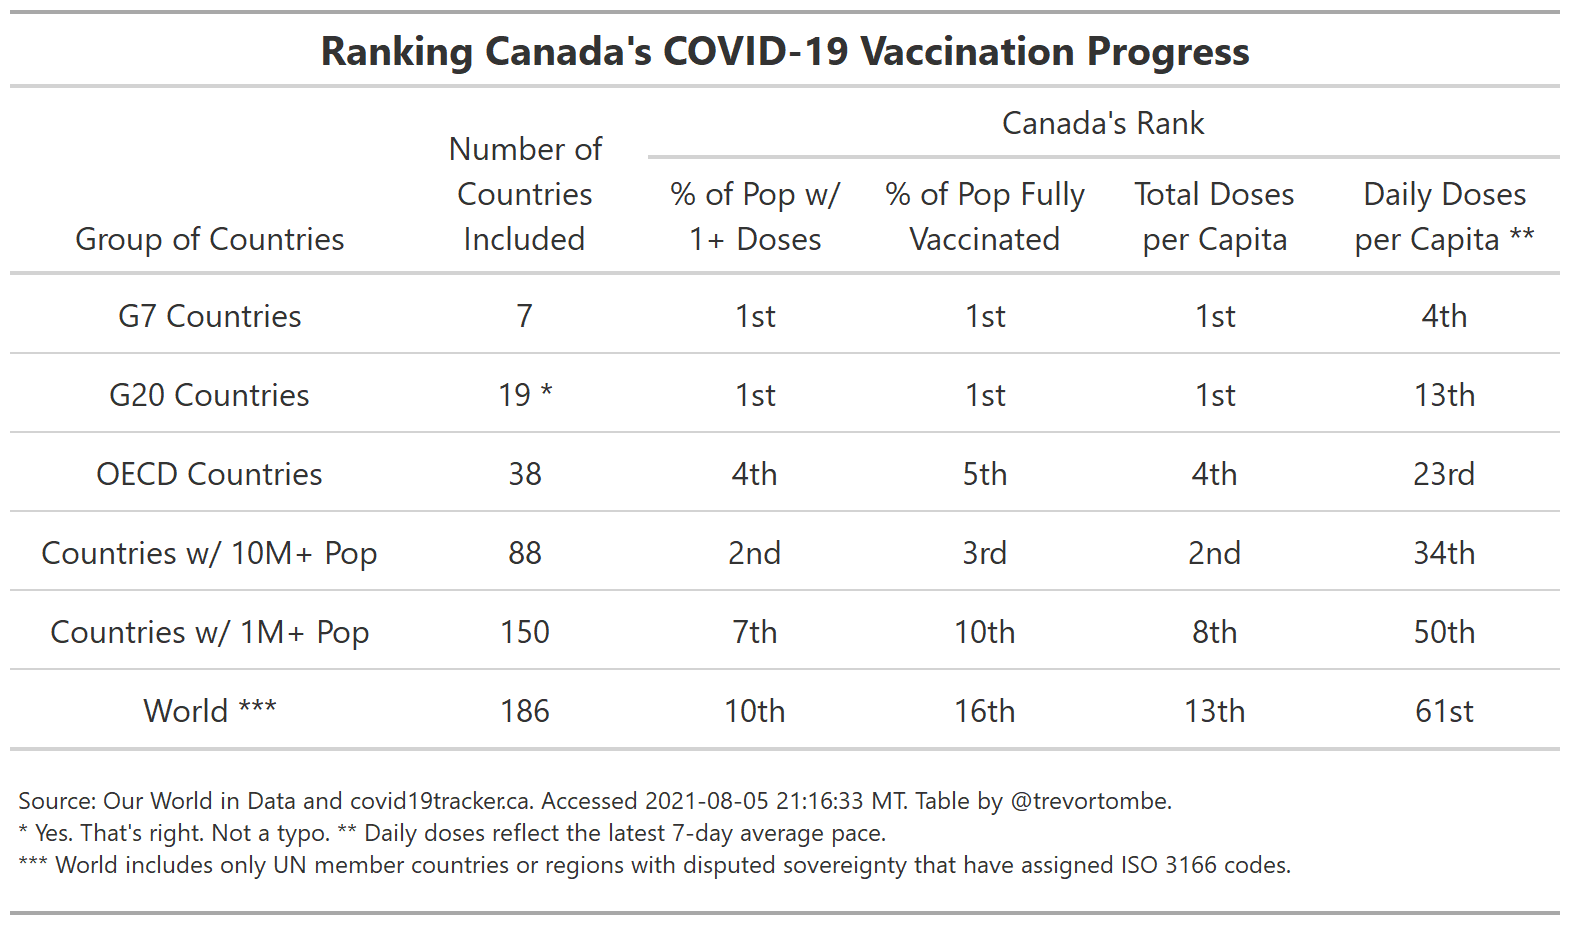 Ranking Canada's COVID-19 Vaccination Progress
Canada's Rank
Group of Countries
Number of
Countries
Included
% of Pop w/
1+ Doses
% of Pop Fully
Vaccinated
Total Doses
per Capita
Daily Doses
per Capita **
G7 Countries 7 1st 1st 1st 4th
G20 Countries 19 * 1st 1st 1st 13th
OECD Countries 38 4th 5th 4th 23rd
Countries w/ 10M+ Pop 88 2nd 3rd 2nd 34th
Countries w/ 1M+ Pop 150 7th 10th 8th 50th
World *** 186 10th 16th 13th 61st
Source: Our World in Data and covid19tracker.ca. Accessed 2021-08-05 21:16:33 MT. Table by @trevortombe.
* Yes. That's right. Not a typo. ** Daily doses reflect the latest 7-day average pace.
*** World includes only UN member countries or regions with disputed sovereignty that have assigned ISO 3166 codes.